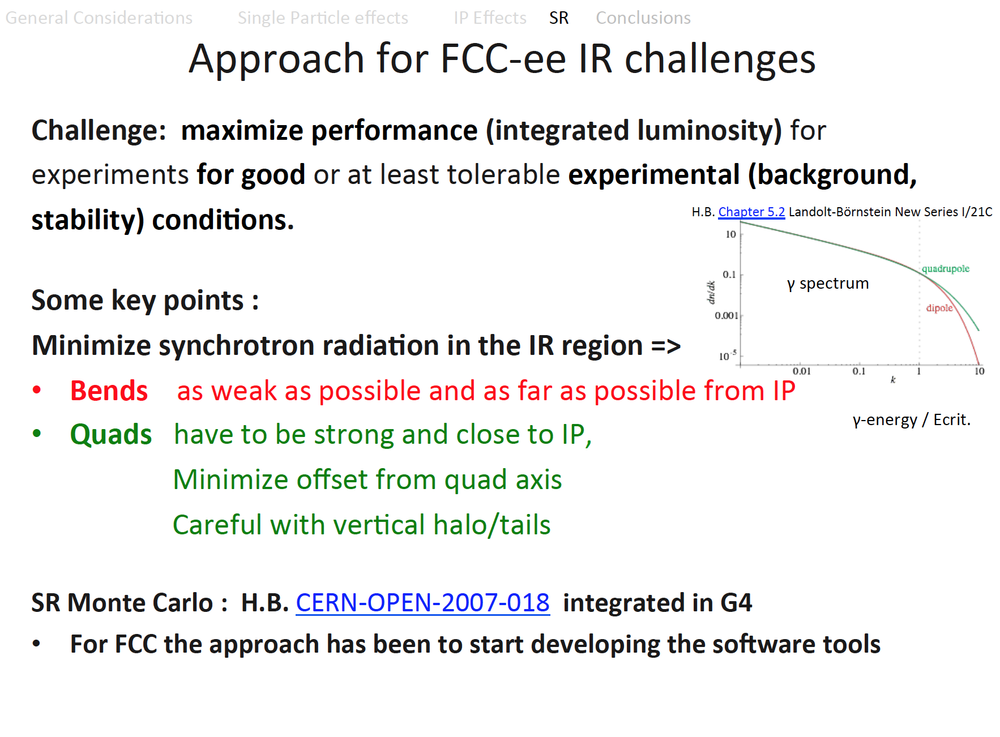 General Considerations Single Particle effects IP Effects SR Conclusions
Approach for FCC-ee IR challenges
Challenge: maximize performance (integrated luminosity) for
experiments for good or at least tolerable experimental (background,
stability) conditions.
H.B. Chapter 5.2 Landolt-Börnstein New Series I/21C
10
0.1
0.001
10⁻⁵
dn/dk
γ spectrum
quadrupole
dipole
0.01 0.1 1 10
k
γ-energy / Ecrit.
Some key points :
Minimize synchrotron radiation in the IR region =>
• Bends as weak as possible and as far as possible from IP
• Quads have to be strong and close to IP,
Minimize offset from quad axis
Careful with vertical halo/tails
SR Monte Carlo : H.B. CERN-OPEN-2007-018 integrated in G4
• For FCC the approach has been to start developing the software tools